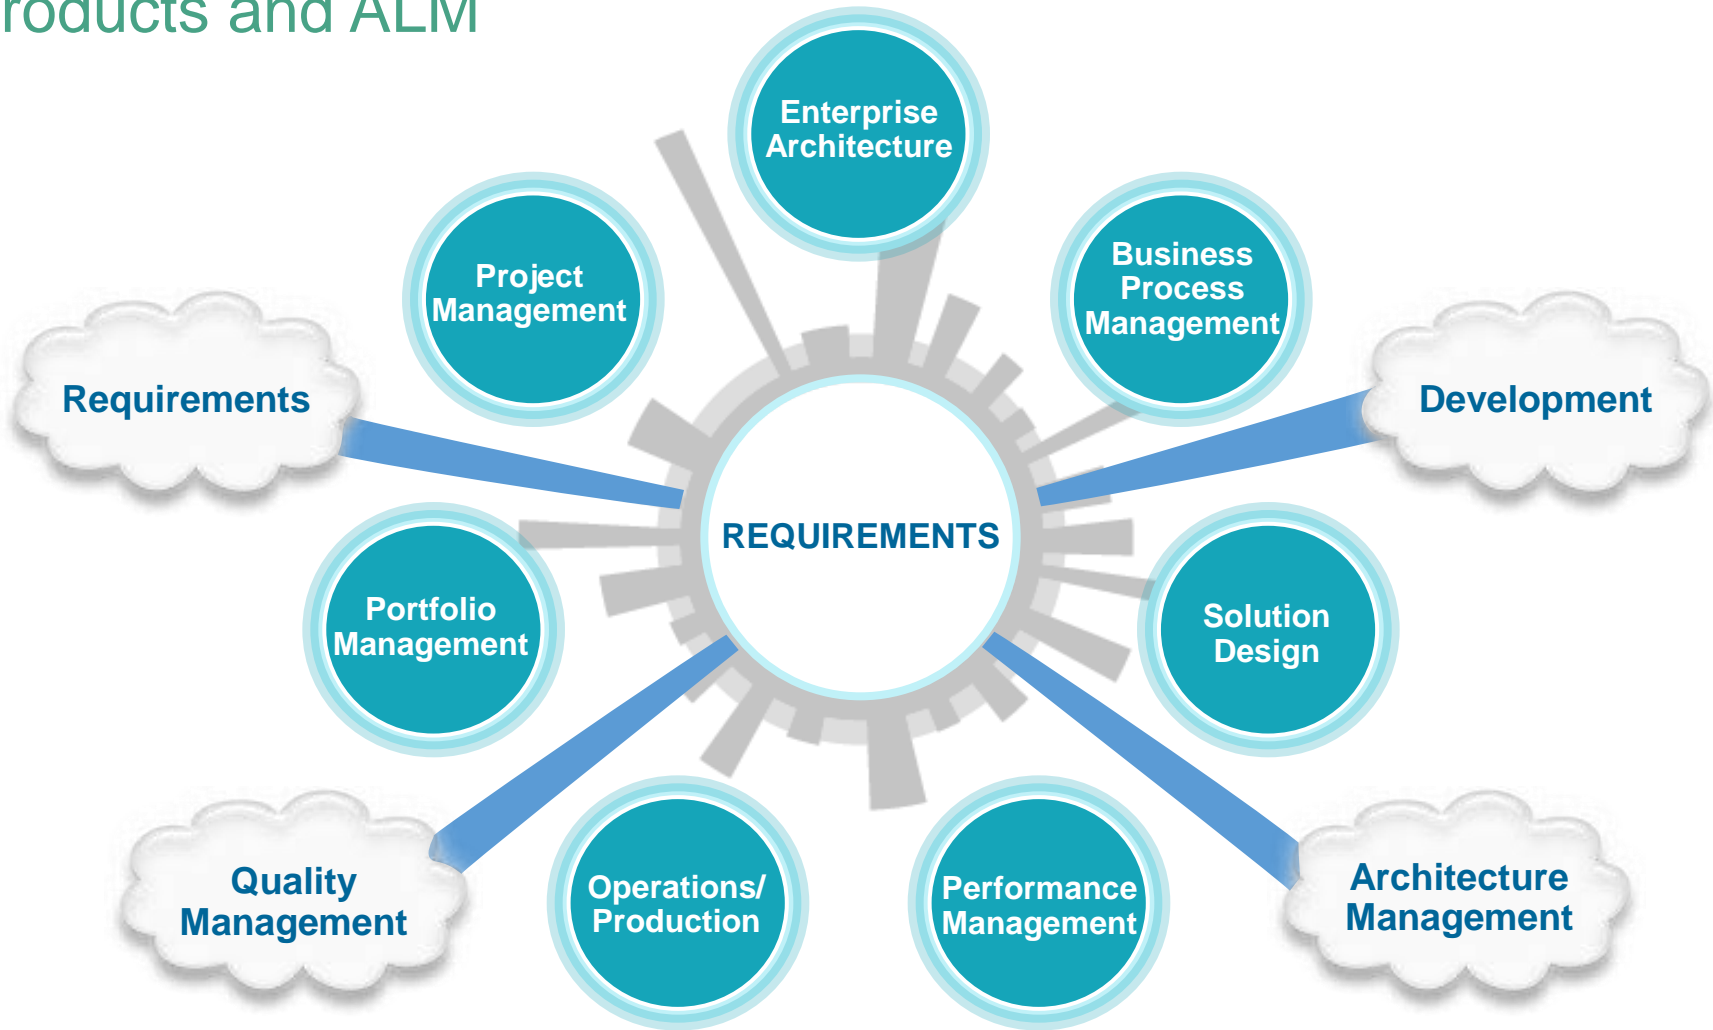 roducts and ALM
Enterprise
Architecture
Project
Management
Business
Process
Management
Requirements
Development
REQUIREMENTS
Portfolio
Management
Solution
Design
Quality
Management
Operations/
Production
Performance
Management
Architecture
Management